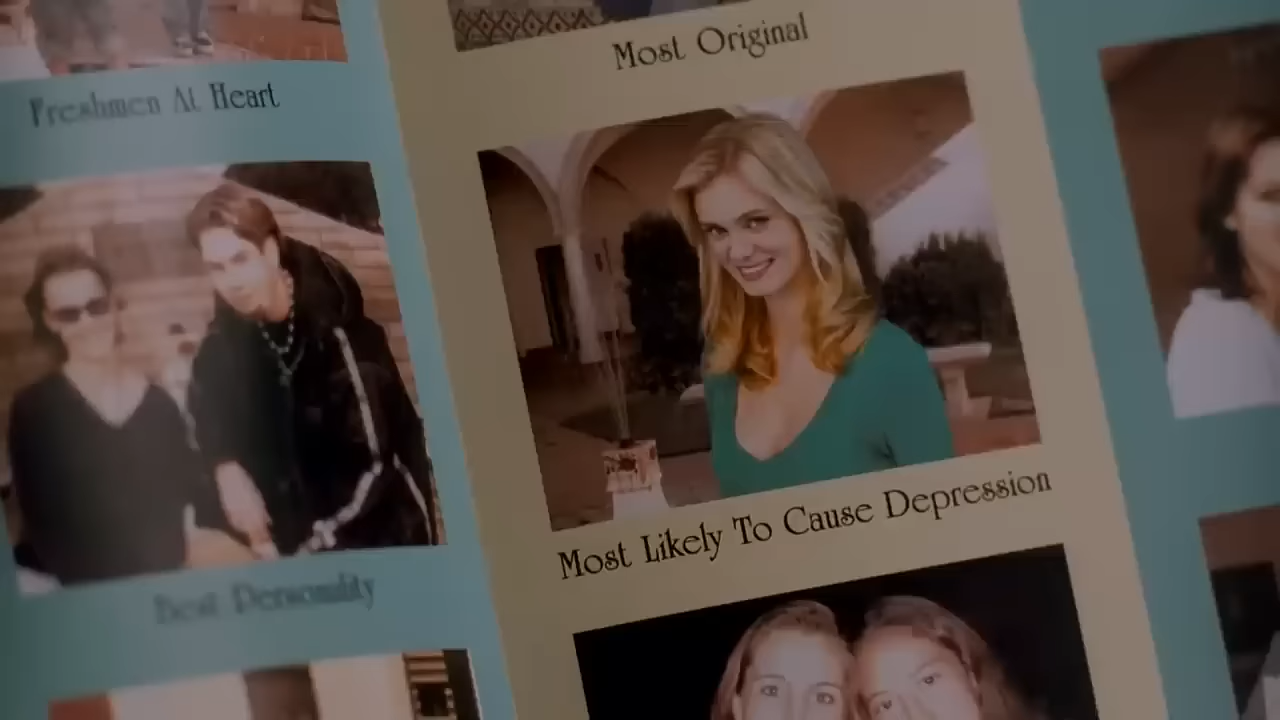 Most Original
Freshmen At Heart
Most Likely To Cause Depression
Best Personality